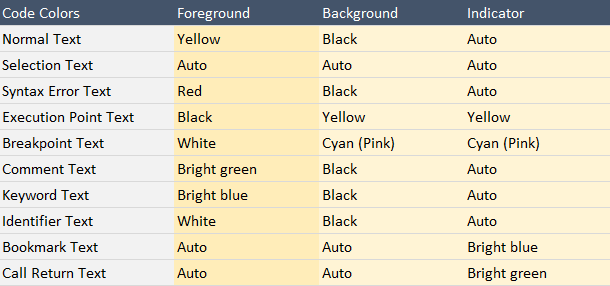 Code Colors Foreground Background Indicator
Normal Text Yellow Black Auto
Selection Text Auto Auto Auto
Syntax Error Text Red Black Auto
Execution Point Text Black Yellow Yellow
Breakpoint Text White Cyan (Pink) Cyan (Pink)
Comment Text Bright green Black Auto
Keyword Text Bright blue Black Auto
Identifier Text White Black Auto
Bookmark Text Auto Auto Bright blue
Call Return Text Auto Auto Bright green